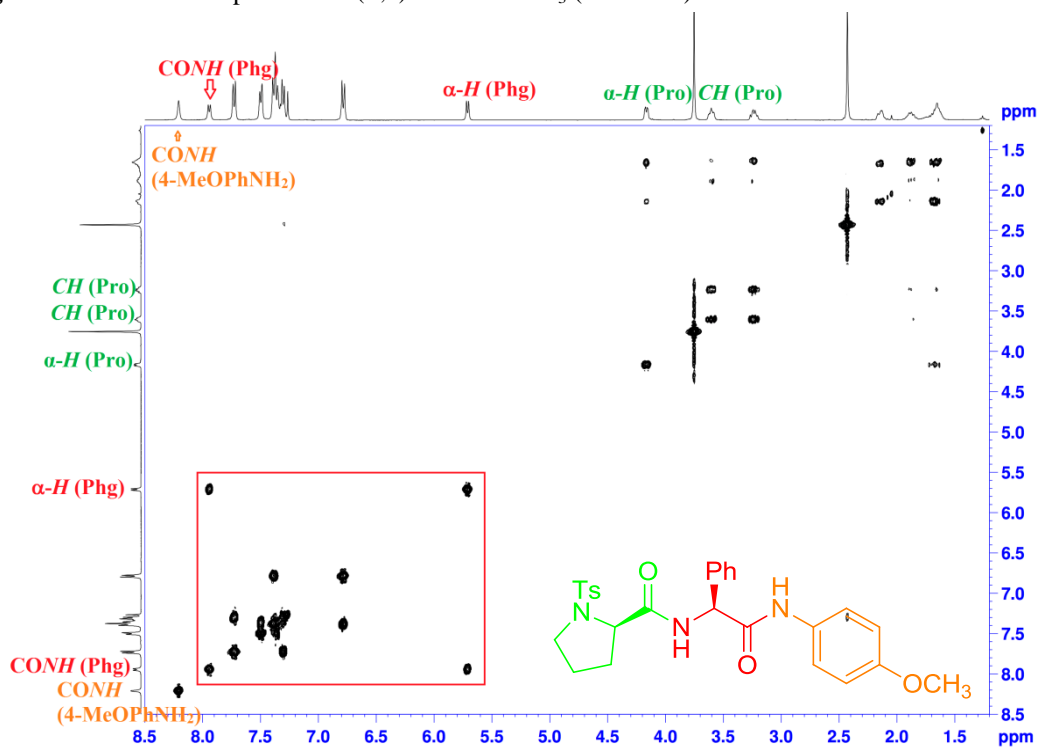 CONH (Phg)
α-H (Phg)
α-H (Pro) CH (Pro)
ppm
CONH
(4-MeOPhNH2)
1.5
2.0
2.5
3.0
CH (Pro)
3.5
CH (Pro)
4.0
α-H (Pro)
4.5
5.0
5.5
α-H (Phg)
6.0
6.5
7.0
7.5
8.0
8.5
Ts
N
O
Ph
N
H
O
H
N
OCH3
CONH (Phg)
CONH
(4-MeOPhNH2)
8.5 8.0 7.5 7.0 6.5 6.0 5.5 5.0 4.5 4.0 3.5 3.0 2.5 2.0 1.5 ppm